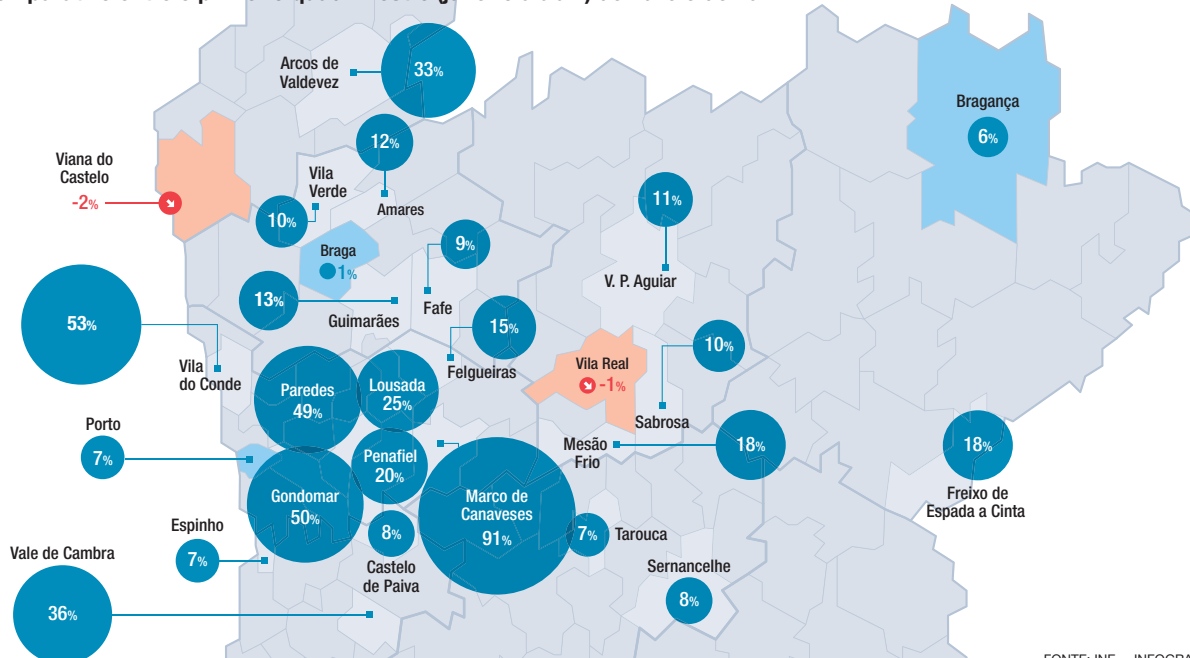 Arcos de
Valdevez
33%
Bragança
6%
12%
Viana do
Castelo
-2%
Vila
Verde
10%
Amares
11%
V. P. Aguiar
Braga
1%
9%
Fafe
13%
Guimarães
53%
Vila
do Conde
15%
Felgueiras
Vila Real
-1%
10%
Sabrosa
Paredes
49%
Lousada
25%
Porto
7%
Penafiel
20%
Mesão
Frio
18%
18%
Freixo de
Espada a Cinta
Gondomar
50%
Marco de
Canaveses
91%
Espinho
7%
8%
Castelo
de Paiva
7%
Tarouca
Vale de Cambra
36%
Sernancelhe
8%
FONTE: INE